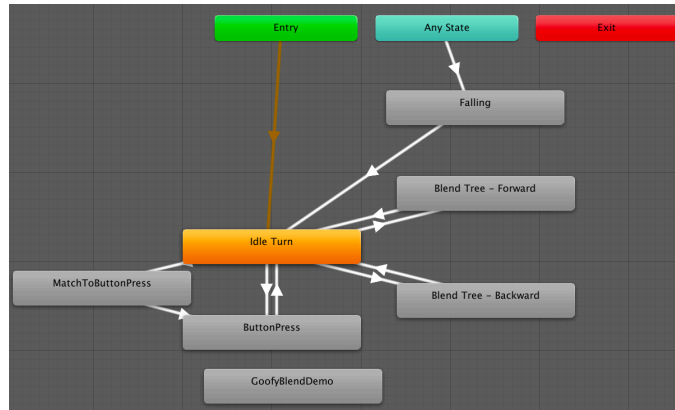 Entry
Any State
Exit
Falling
Blend Tree - Forward
Idle Turn
MatchToButtonPress
Blend Tree - Backward
ButtonPress
GoofyBlendDemo